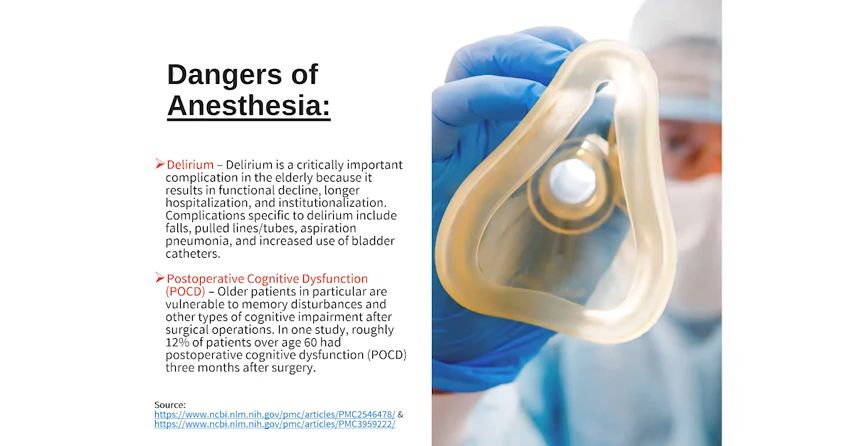 Dangers of
Anesthesia:
➢Delirium – Delirium is a critically important
complication in the elderly because it
results in functional decline, longer
hospitalization, and institutionalization.
Complications specific to delirium include
falls, pulled lines/tubes, aspiration
pneumonia, and increased use of bladder
catheters.
➢Postoperative Cognitive Dysfunction
(POCD) – Older patients in particular are
vulnerable to memory disturbances and
other types of cognitive impairment after
surgical operations. In one study, roughly
12% of patients over age 60 had
postoperative cognitive dysfunction (POCD)
three months after surgery.
Source:
https://www.ncbi.nlm.nih.gov/pmc/articles/PMC2546478/ &
https://www.ncbi.nlm.nih.gov/pmc/articles/PMC3959222/